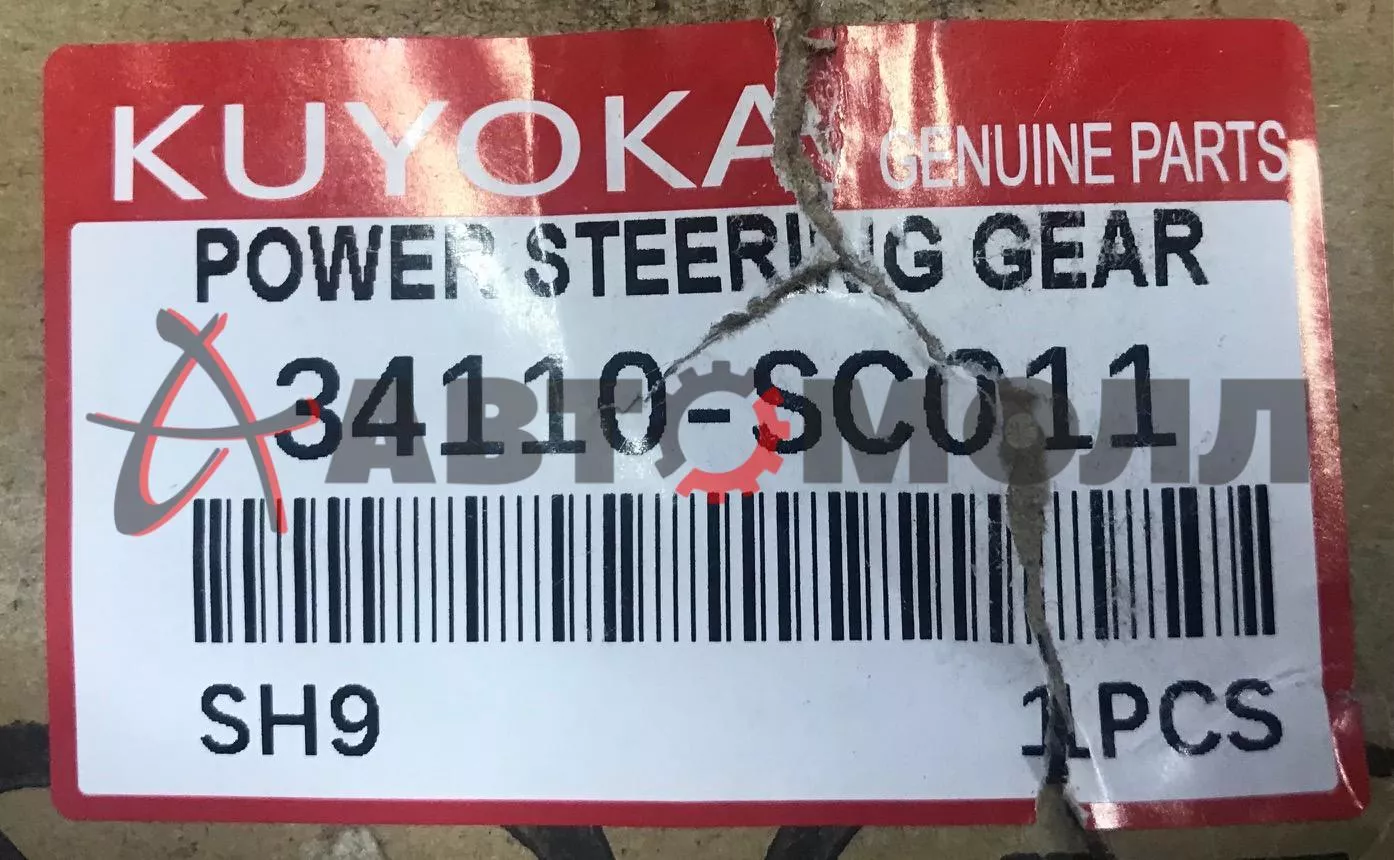 KUYOKA GENUINE PARTS
POWER STEERING GEAR
34110-SC011
АВТОМОЛЛ
SH9
1PCS